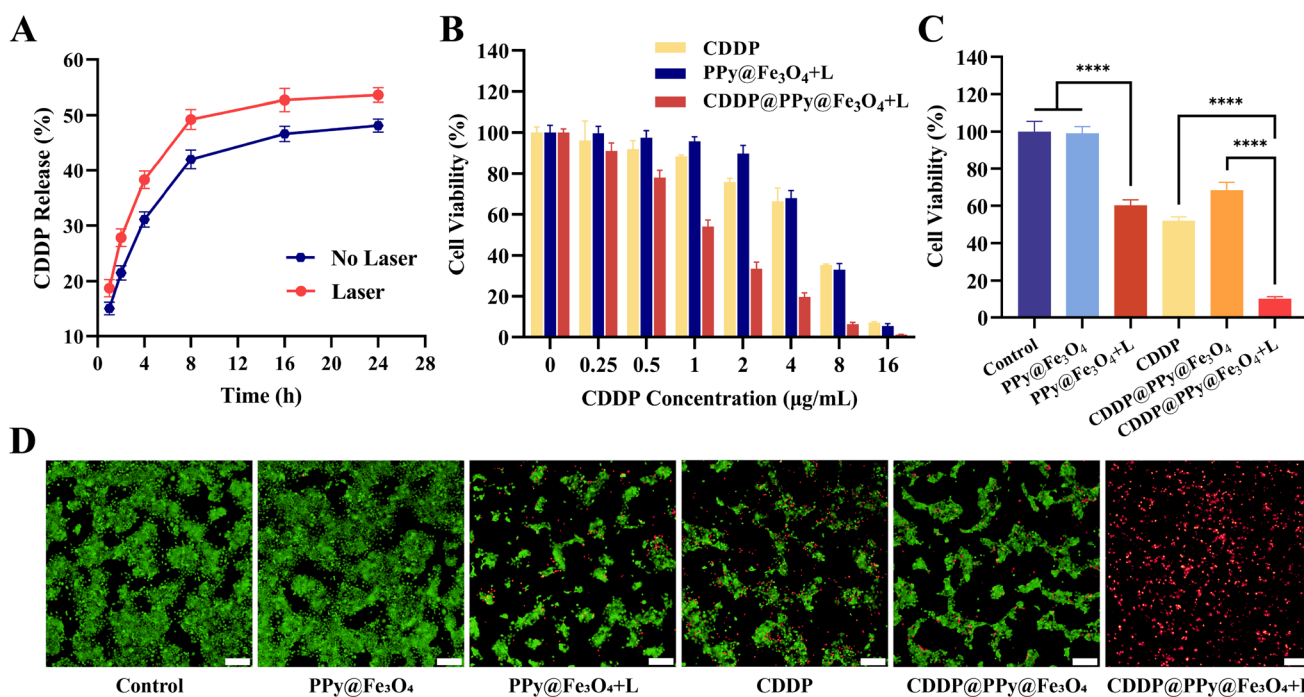 A
CDDP Release (%)
60
50
40
30
20
10
0 4 8 12 16 20 24 28
Time (h)
No Laser
Laser
B
Cell Viability (%)
140
120
100
80
60
40
20
0
0 0.25 0.5 1 2 4 8 16
CDDP Concentration (μg/mL)
CDDP
PPy@Fe₃O₄+L
CDDP@PPy@Fe₃O₄+L
C
Cell Viability (%)
140
120
100
80
60
40
20
0
****
****
****
Control
PPy@Fe₃O₄
PPy@Fe₃O₄+L
CDDP
CDDP@PPy@Fe₃O₄
CDDP@PPy@Fe₃O₄+L
D
Control PPy@Fe₃O₄ PPy@Fe₃O₄+L CDDP CDDP@PPy@Fe₃O₄ CDDP@PPy@Fe₃O₄+L